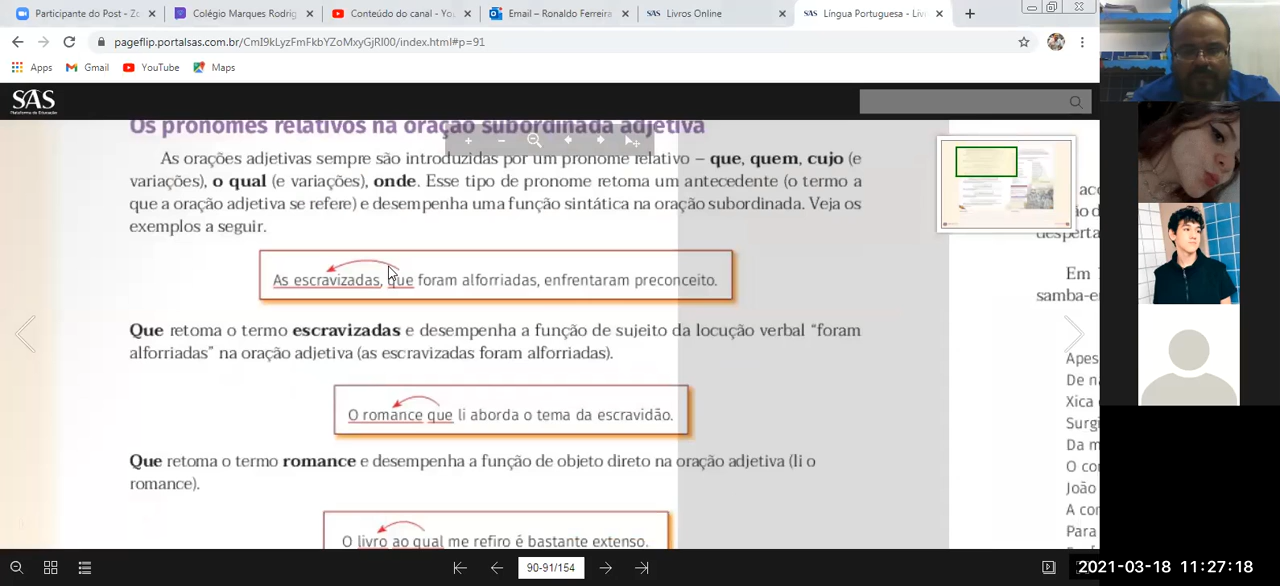 Participante do Post - Zo
Colégio Marques Rodrig
Conteúdo do canal - You
Email – Ronaldo Ferreira
Livros Online
Língua Portuguesa - Liv
pageflip.portalsas.com.br/CmI9kLyzFmFkbYZoMxyGjRl00/index.html#p=91
Apps
Gmail
YouTube
Maps
SAS
Plataforma de Educação
Os pronomes relativos na oração subordinada adjetiva
As orações adjetivas sempre são introduzidas por um pronome relativo – que, quem, cujo (e
variações), o qual (e variações), onde. Esse tipo de pronome retoma um antecedente (o termo a
que a oração adjetiva se refere) e desempenha uma função sintática na oração subordinada. Veja os
exemplos a seguir.
As escravizadas, que foram alforriadas, enfrentaram preconceito.
Que retoma o termo escravizadas e desempenha a função de sujeito da locução verbal “foram
alforriadas” na oração adjetiva (as escravizadas foram alforriadas).
O romance que li aborda o tema da escravidão.
Que retoma o termo romance e desempenha a função de objeto direto na oração adjetiva (li o
romance).
O livro ao qual me refiro é bastante extenso.
despert
Em
samba-e
Apes
De n
Xica
Surgi
Da m
O co
João
A co
Para
90-91/154
2021-03-18 11:27:18